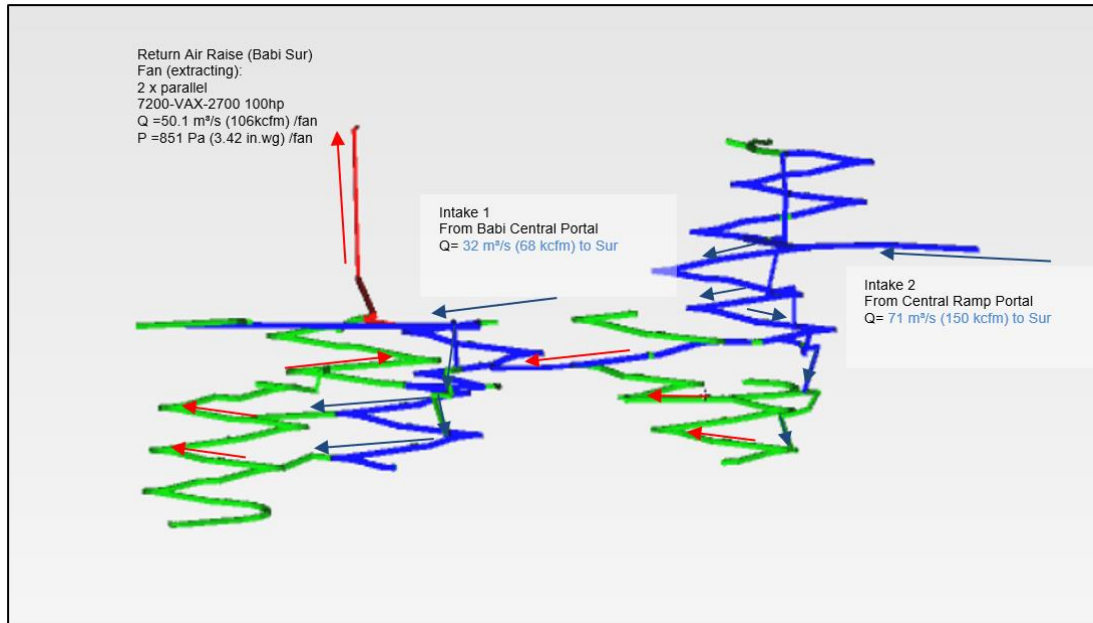 Return Air Raise (Babi Sur)
Fan (extracting):
2 x parallel
7200-VAX-2700 100hp
Q =50.1 m³/s (106kcfm) /fan
P =851 Pa (3.42 in.wg) /fan
Intake 1
From Babi Central Portal
Q= 32 m³/s (68 kcfm) to Sur
Intake 2
From Central Ramp Portal
Q= 71 m³/s (150 kcfm) to Sur